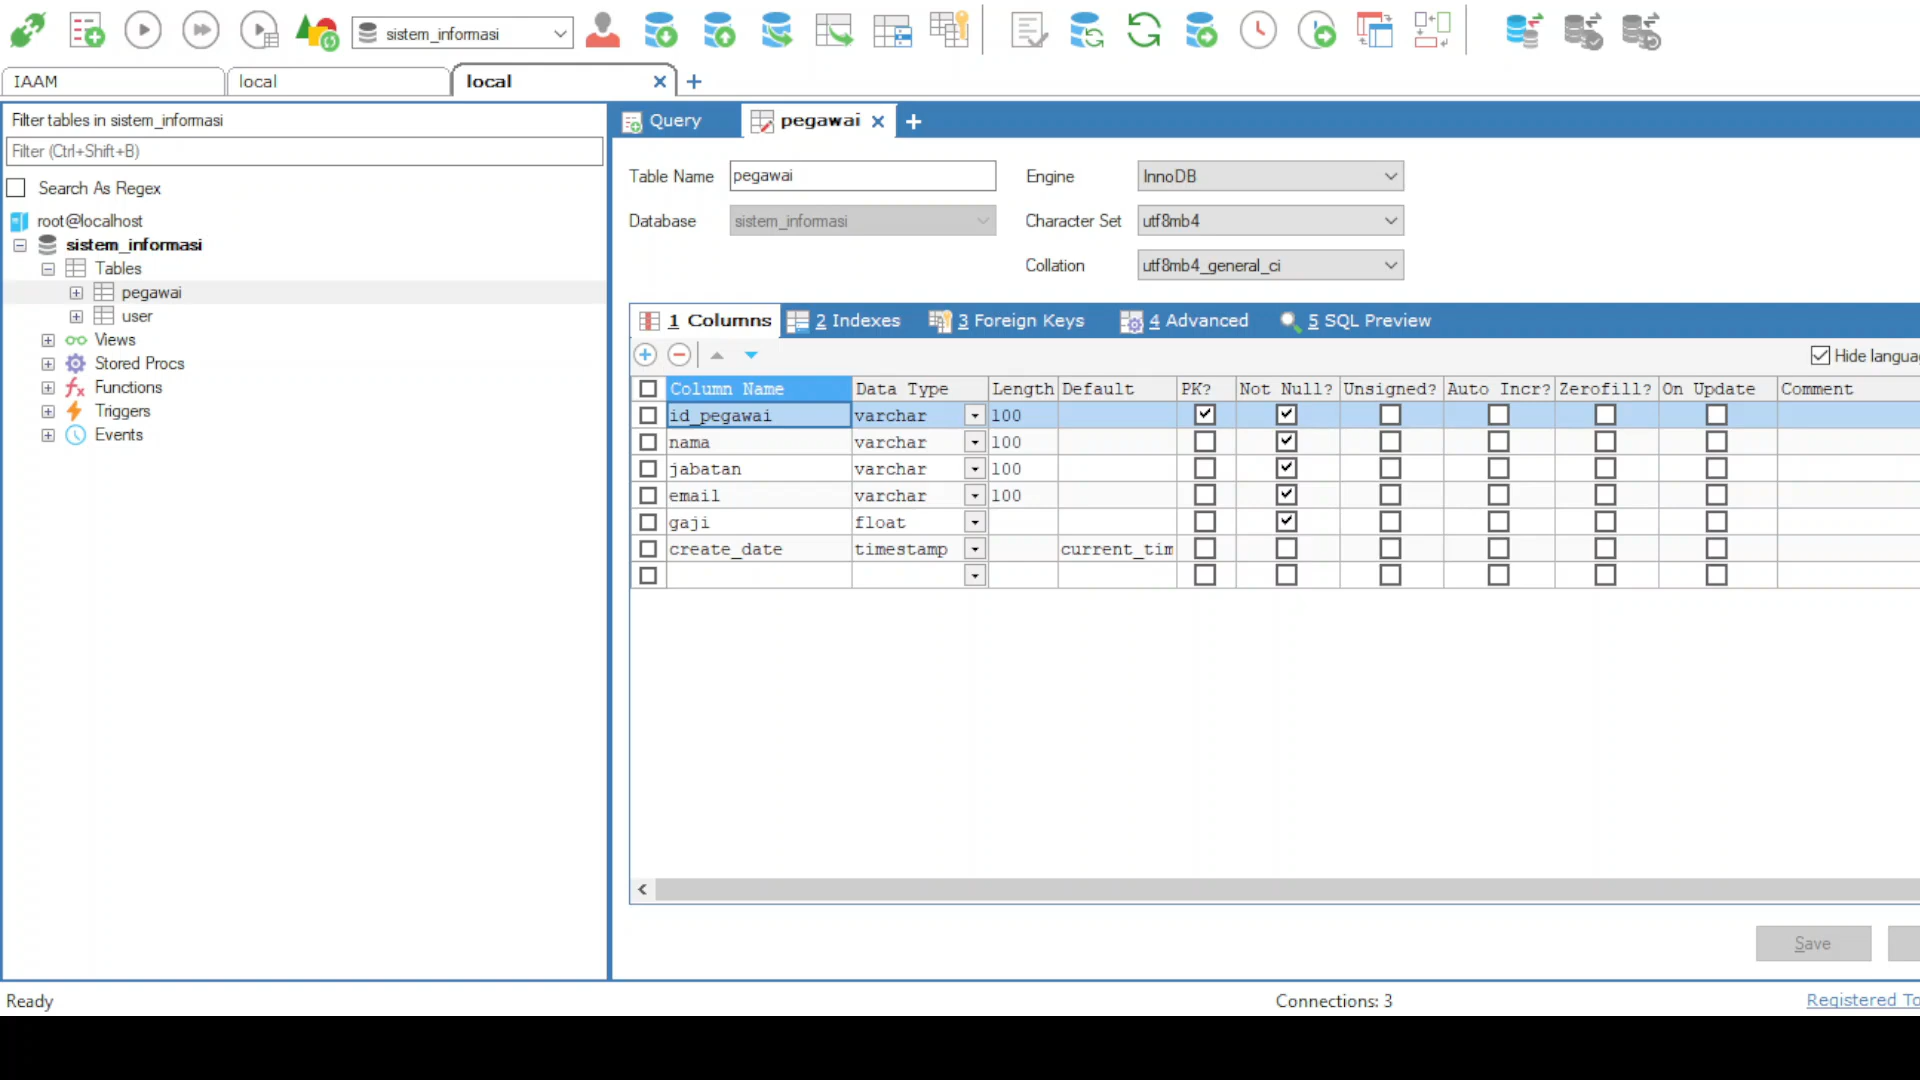 sistem_informasi
IAAM
local
local
Filter tables in sistem_informasi
Filter (Ctrl+Shift+B)
Search As Regex
root@localhost
sistem_informasi
Tables
pegawai
user
Views
Stored Procs
Functions
Triggers
Events
Query
pegawai
Table Name pegawai Engine InnoDB
Database sistem_informasi Character Set utf8mb4
Collation utf8mb4_general_ci
1 Columns 2 Indexes 3 Foreign Keys 4 Advanced 5 SQL Preview
Hide langua
Column Name Data Type Length Default PK? Not Null? Unsigned? Auto Incr? Zerofill? On Update Comment
id_pegawai varchar 100
nama varchar 100
jabatan varchar 100
email varchar 100
gaji float
create_date timestamp current_tim
Save
Ready Connections: 3 Registered To